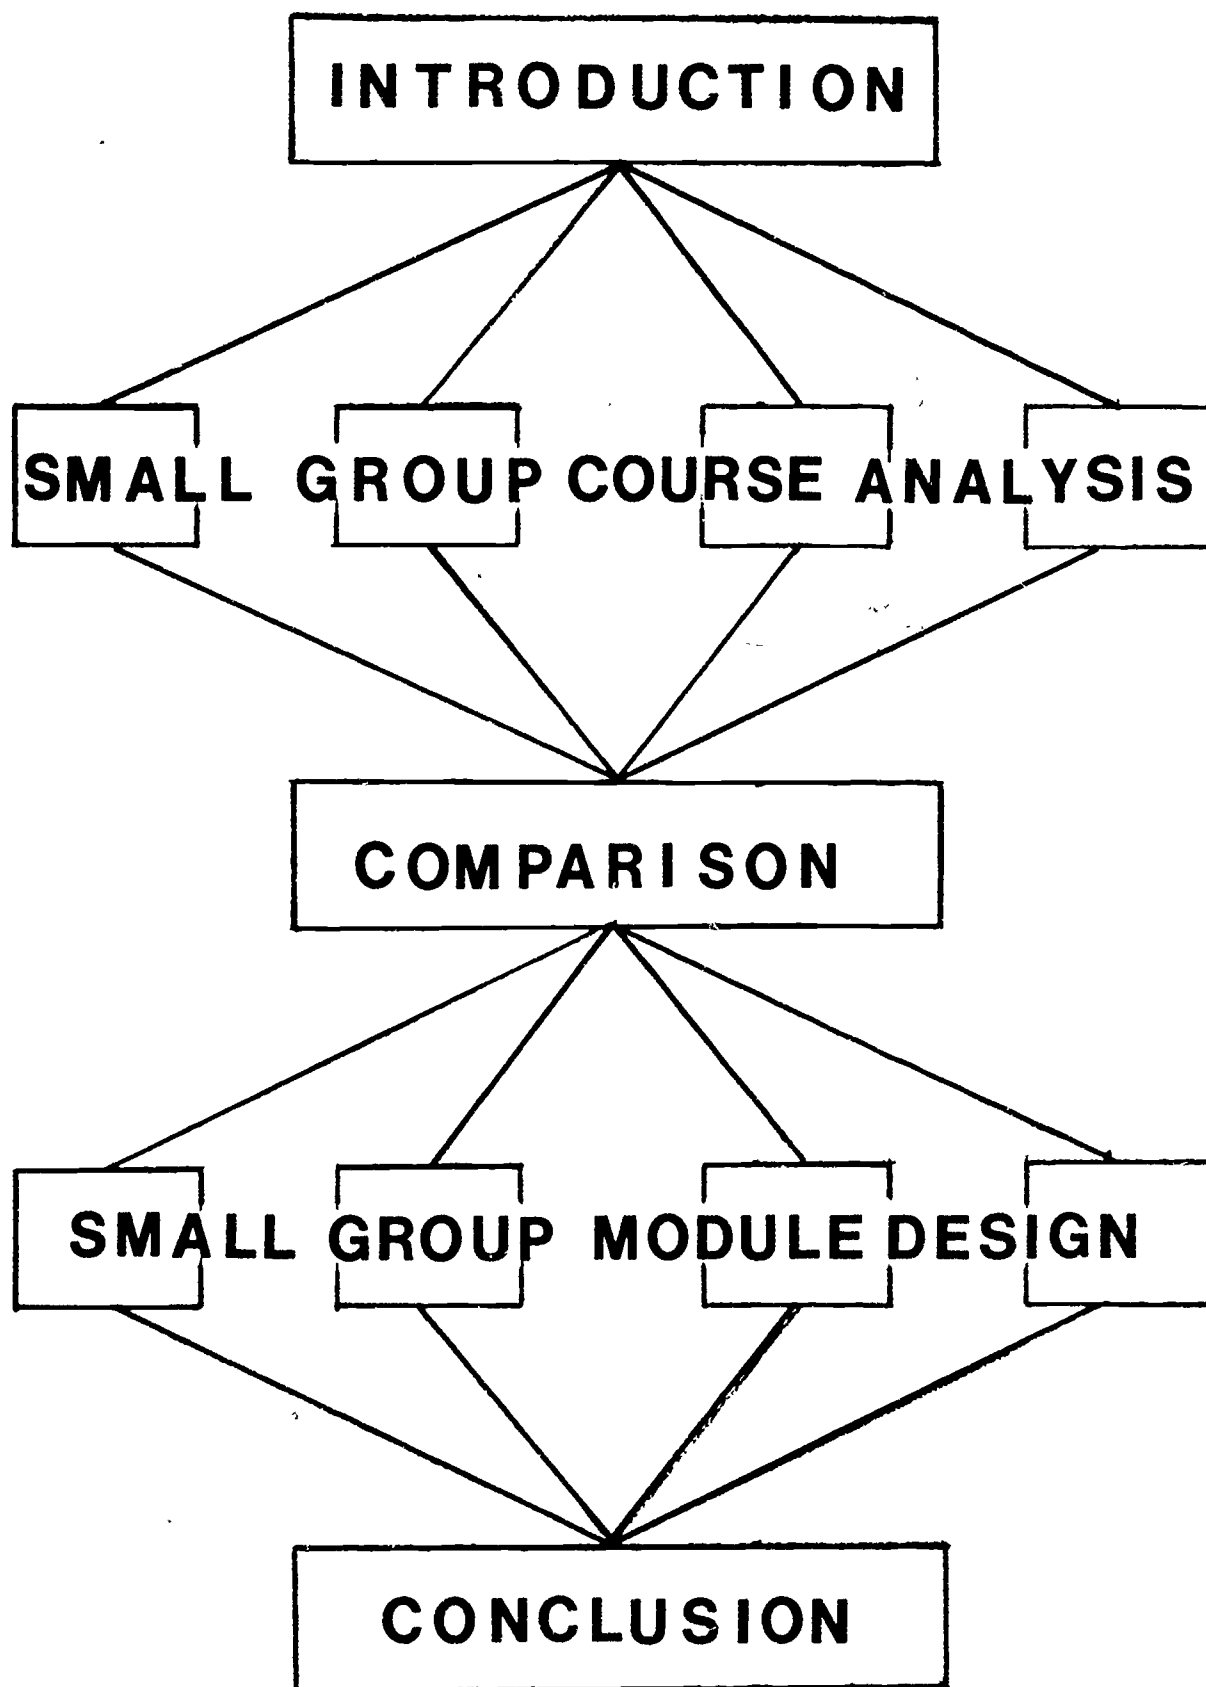 INTRODUCTION
SMALL GROUP COURSE ANALYSIS
COMPARISON
SMALL GROUP MODULE DESIGN
CONCLUSION